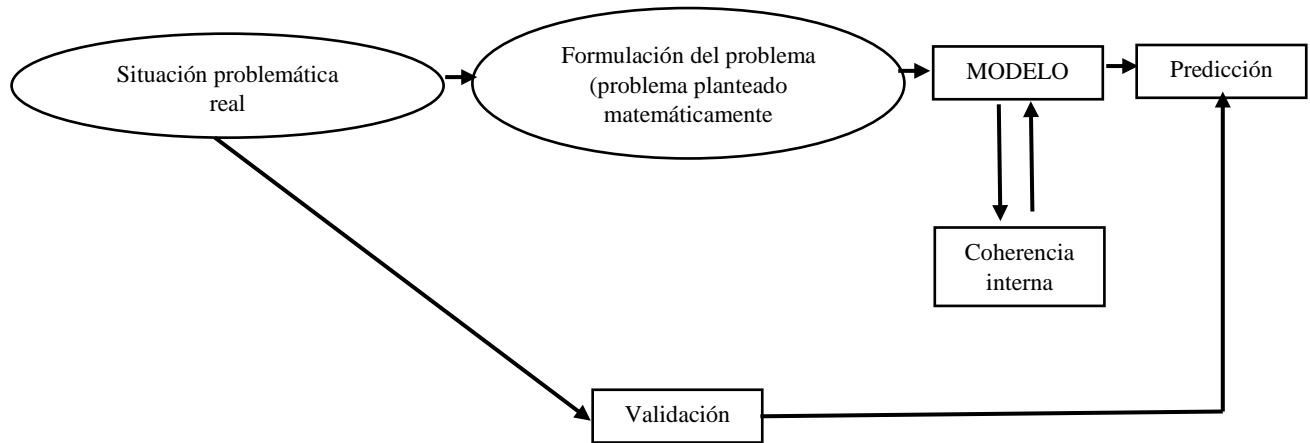 Situación problemática
real
Formulación del problema
(problema planteado
matemáticamente
MODELO
Predicción
Coherencia
interna
Validación